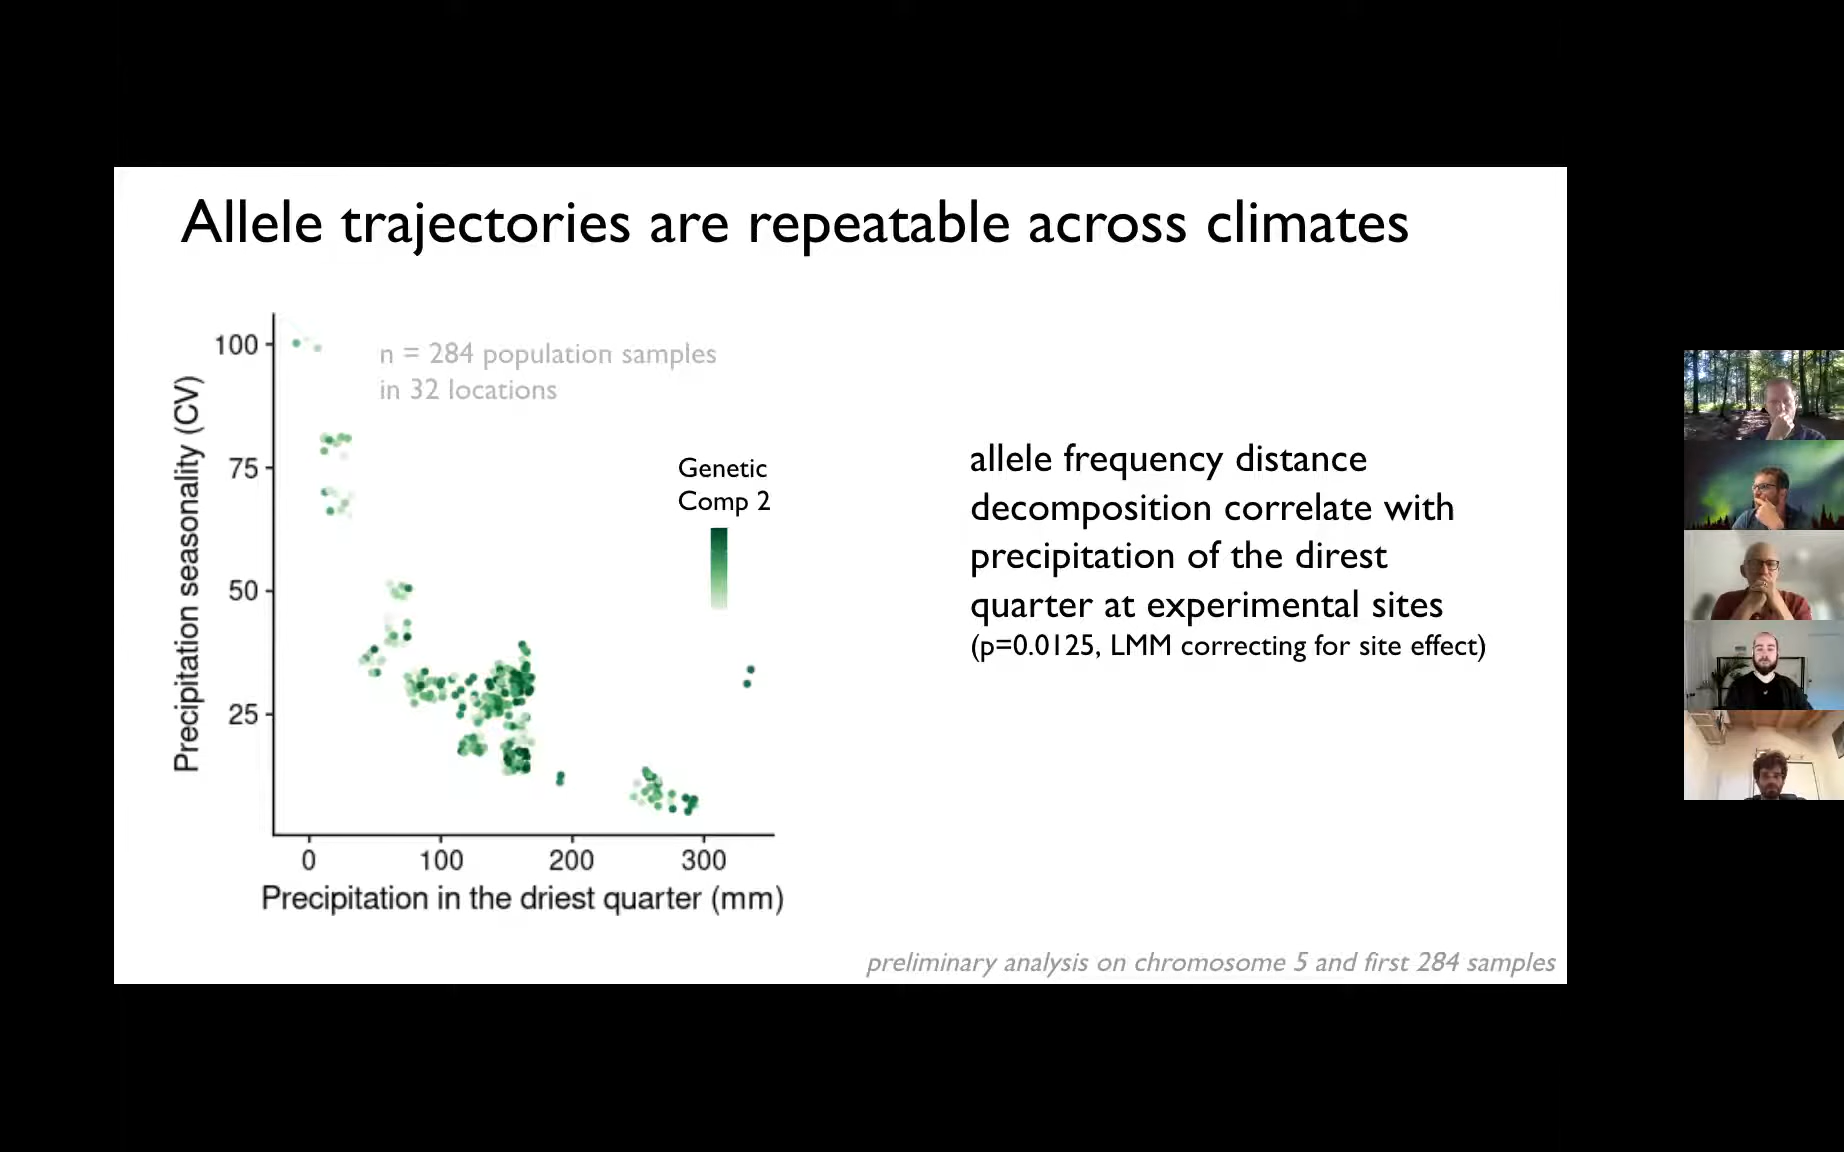 Allele trajectories are repeatable across climates
n = 284 population samples
in 32 locations
Genetic
Comp 2
Precipitation seasonality (CV)
100
75
50
25
0
100
200
300
Precipitation in the driest quarter (mm)
allele frequency distance
decomposition correlate with
precipitation of the direst
quarter at experimental sites
(p=0.0125, LMM correcting for site effect)
preliminary analysis on chromosome 5 and first 284 samples